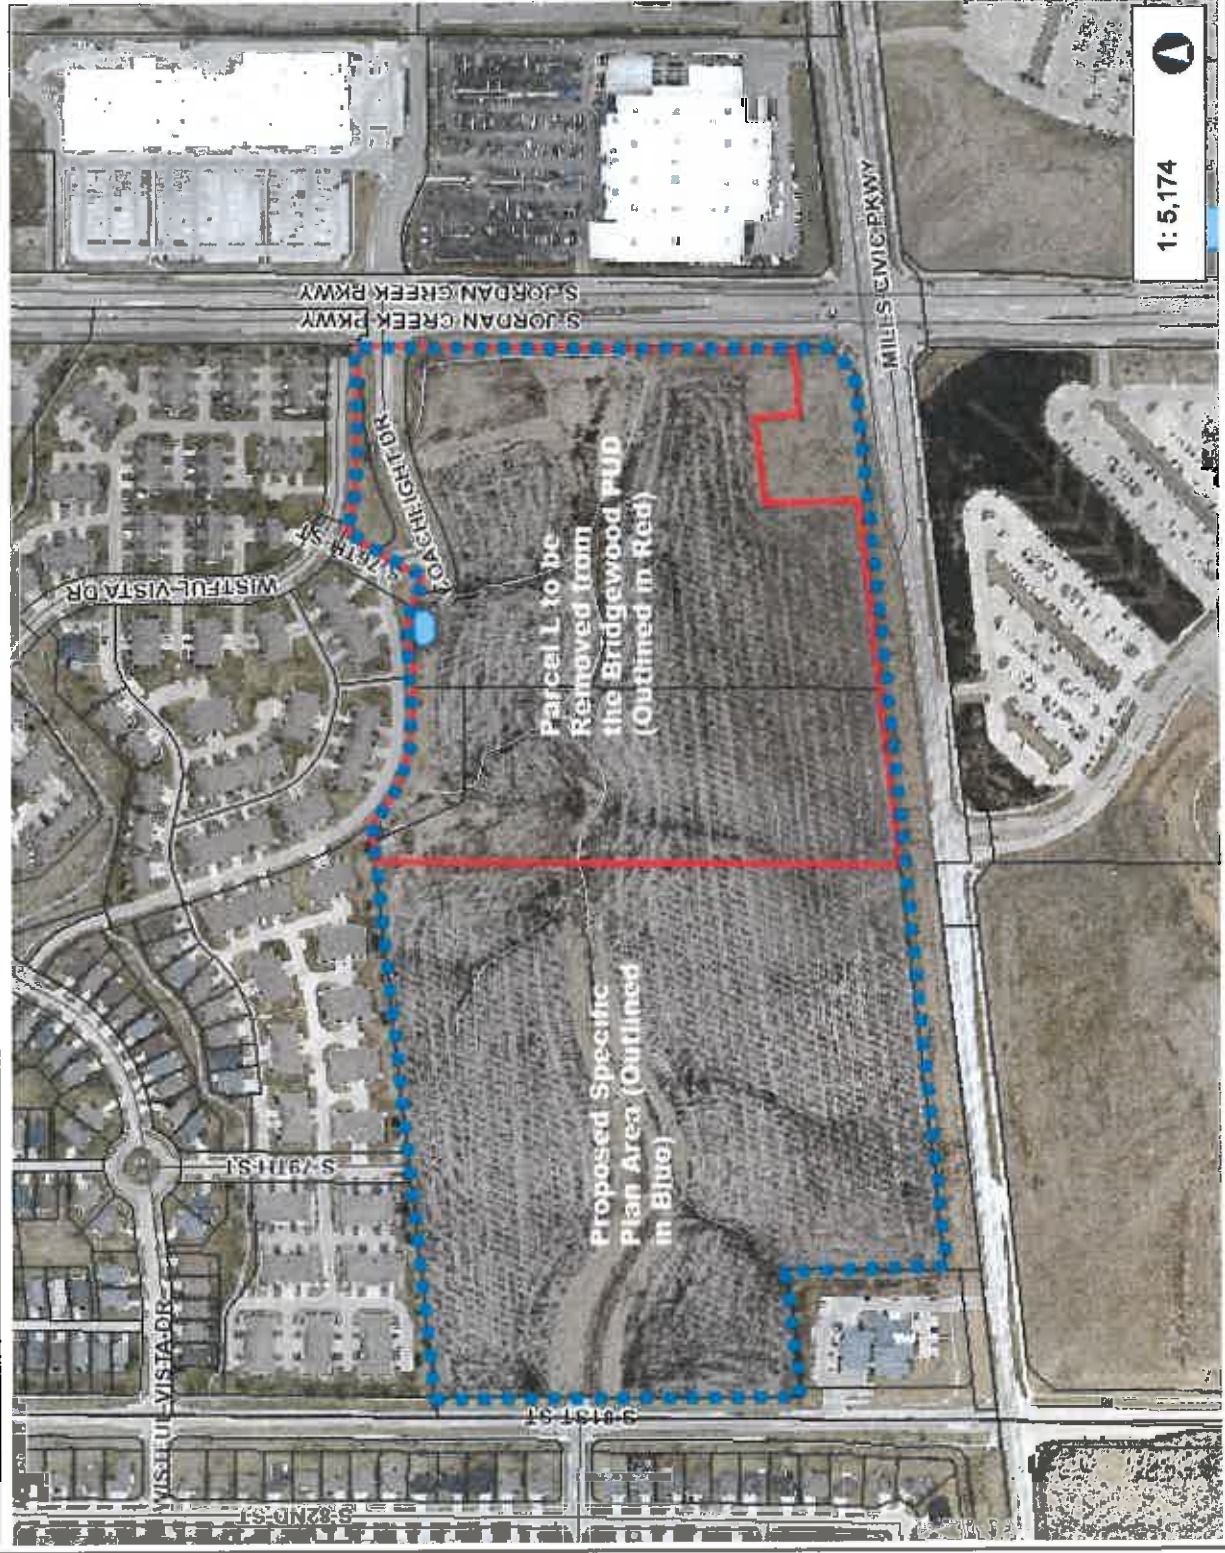 S JORDAN CREEK PKWY
S JORDAN CREEK PKWY
MILLS CIVIC PKWY
1: 5,174
COACHLIGHT DR
S 78TH ST
WISTFUL VISTA DR
Parcel L to be
Removed from
the Bridgewood PUD
(Outlined in Red)
Proposed Specific
Plan Area (Outlined
in Blue)
S 79TH ST
WISTFUL VISTA DR
S 81ST ST
S 82ND ST